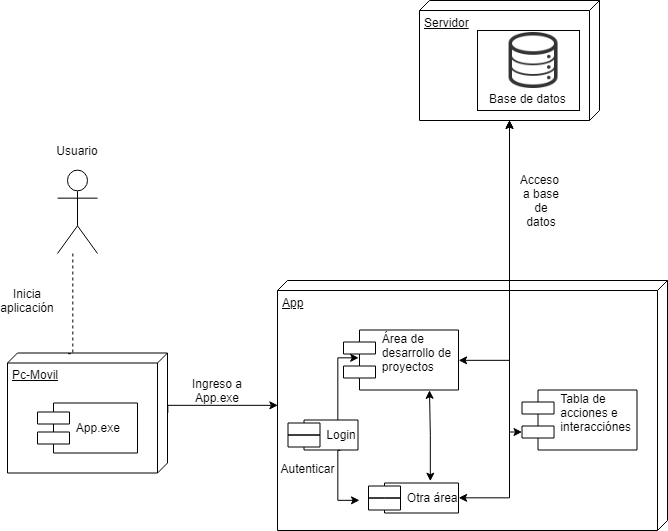 Servidor
Base de datos
Usuario
Acceso
a base
de
datos
Inicia
aplicación
App
Área de
desarrollo de
proyectos
Pc-Movil
Ingreso a
App.exe
App.exe
Tabla de
acciones e
interacciónes
Login
Autenticar
Otra área